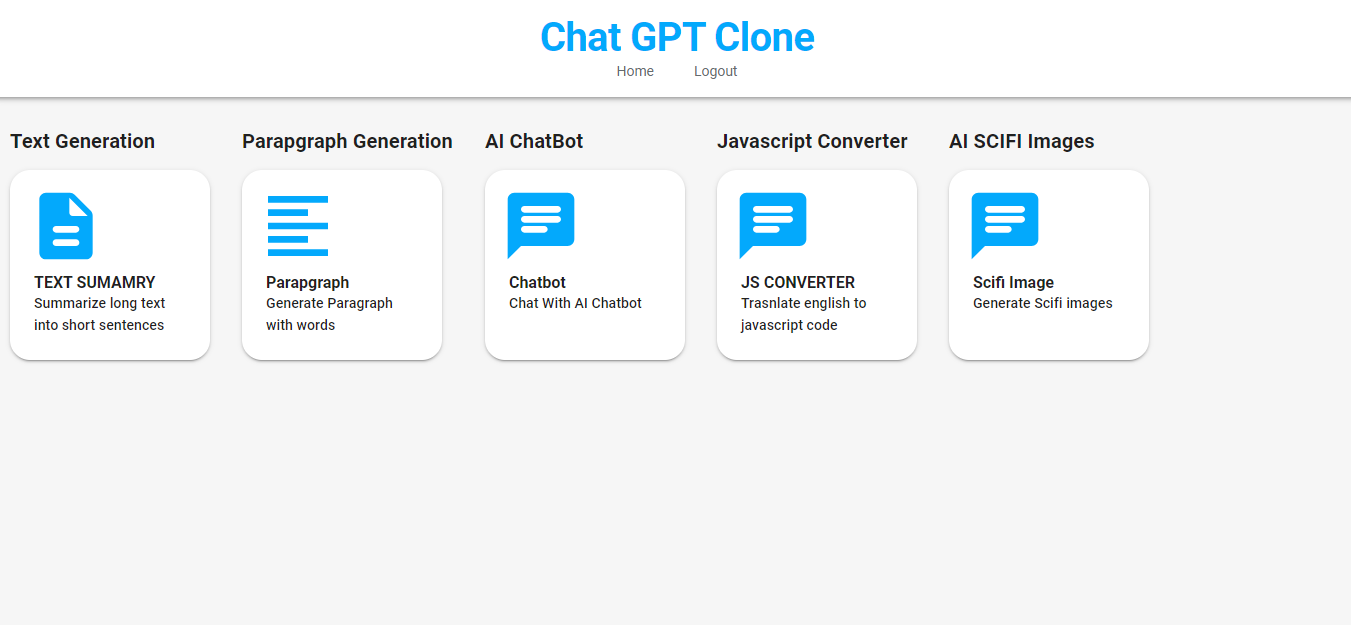 Chat GPT Clone
Home Logout
Text Generation
TEXT SUMAMRY
Summarize long text
into short sentences
Parapgraph Generation
Parapgraph
Generate Paragraph
with words
AI ChatBot
Chatbot
Chat With AI Chatbot
Javascript Converter
JS CONVERTER
Trasnlate english to
javascript code
AI SCIFI Images
Scifi Image
Generate Scifi images